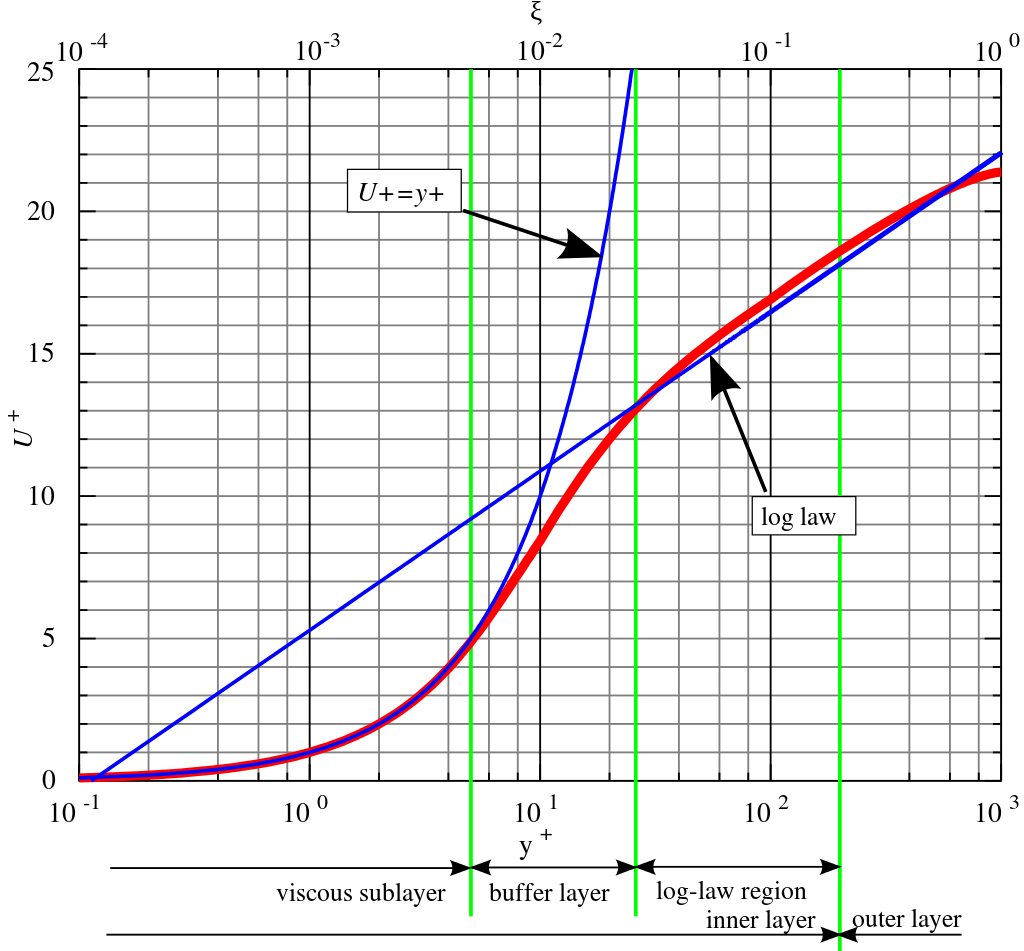 ξ
10 -4 10 -3 10 -2 10 -1 10 0
25
20
15
10
5
0
U +
U+=y+
log law
10 -1 10 0 10 1 10 2 10 3
y +
viscous sublayer buffer layer log-law region
inner layer outer layer